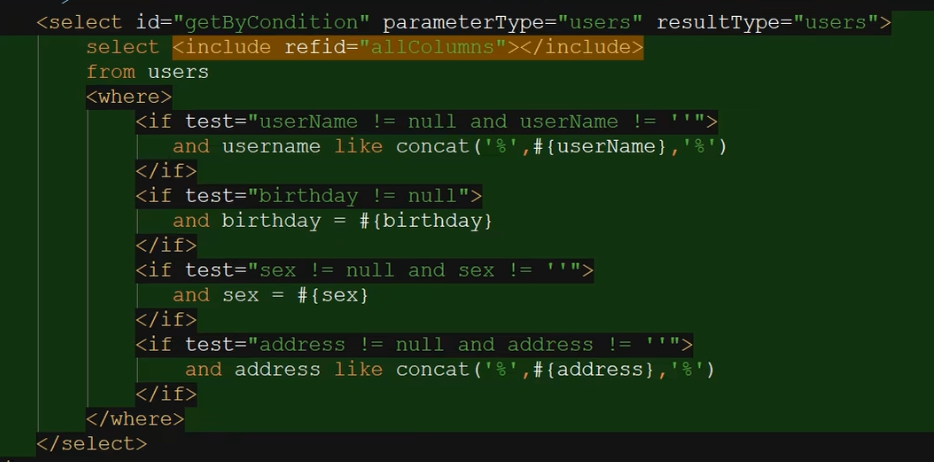 <select id="getByCondition" parameterType="users" resultType="users">
select <include refid="allColumns"></include>
from users
<where>
<if test="userName != null and userName != ''">
and username like concat('%',#{userName},'%')
</if>
<if test="birthday != null">
and birthday = #{birthday}
</if>
<if test="sex != null and sex != ''">
and sex = #{sex}
</if>
<if test="address != null and address != ''">
and address like concat('%',#{address},'%')
</if>
</where>
</select>